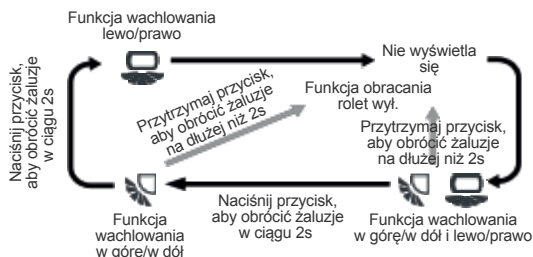 Funkcja wachlowania
lewo/prawo
Nie wyświetla
się
Funkcja obracania
rolet wył.
Naciśnij przycisk,
aby obrócić żaluzje
w ciągu 2s
Przytrzymaj przycisk,
aby obrócić żaluzje
na dłużej niż 2s
Przytrzymaj przycisk,
aby obrócić żaluzje
na dłużej niż 2s
Naciśnij przycisk,
aby obrócić żaluzje
w ciągu 2s
Funkcja
wachlowania
w górę/w dół
Funkcja wachlowania
w górę/w dół i lewo/prawo